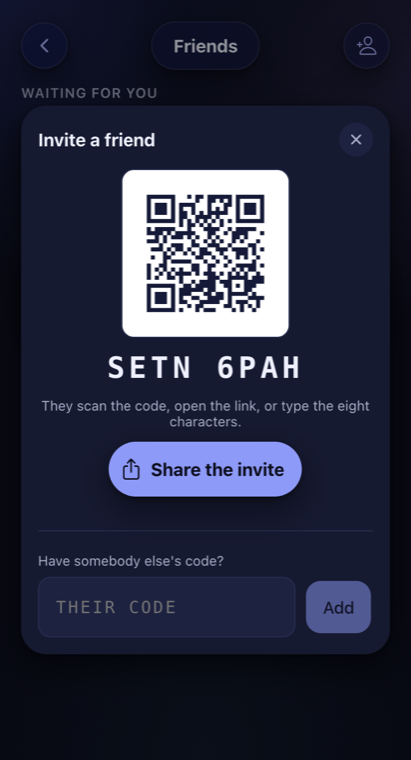 Friends
WAITING FOR YOU
Invite a friend
SETN 6PAH
They scan the code, open the link, or type the eight
characters.
Share the invite
Have somebody else's code?
THEIR CODE
Add